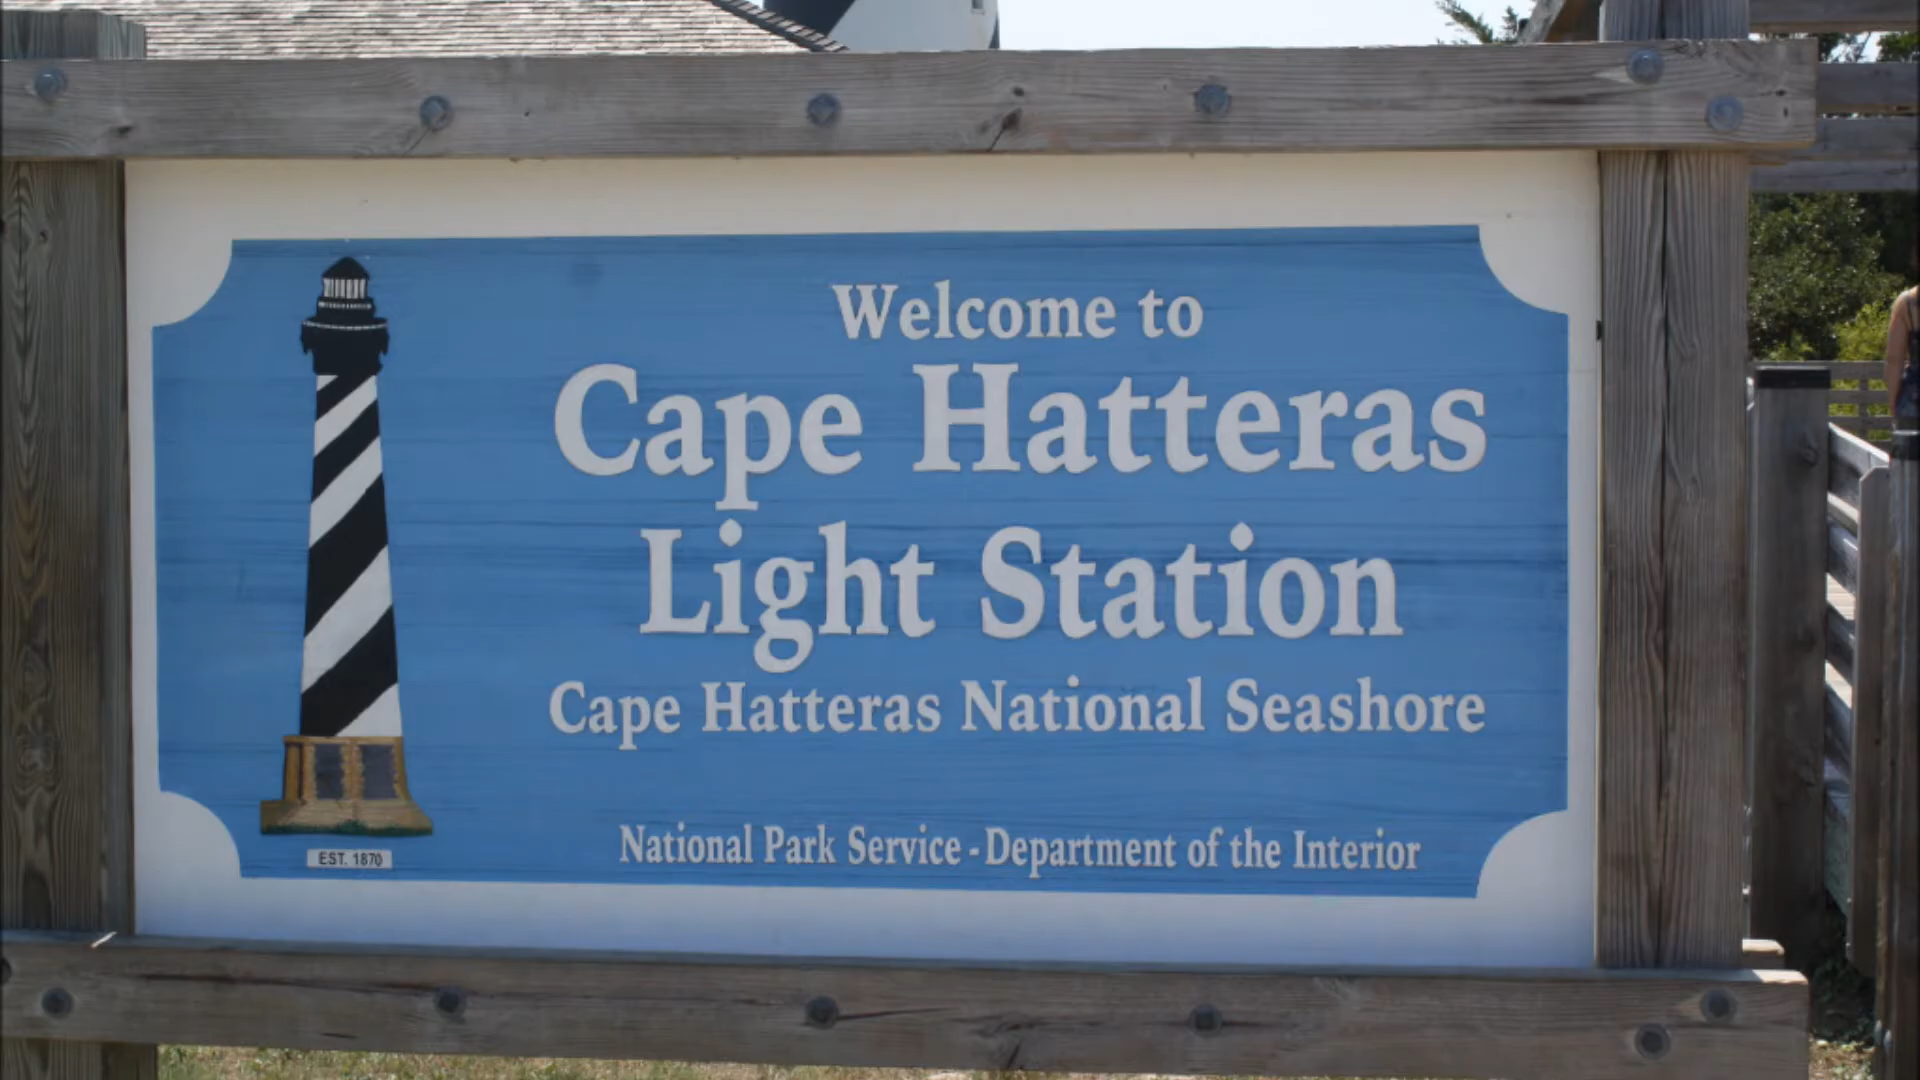 Welcome to
Cape Hatteras
Light Station
Cape Hatteras National Seashore
National Park Service - Department of the Interior
EST. 1870